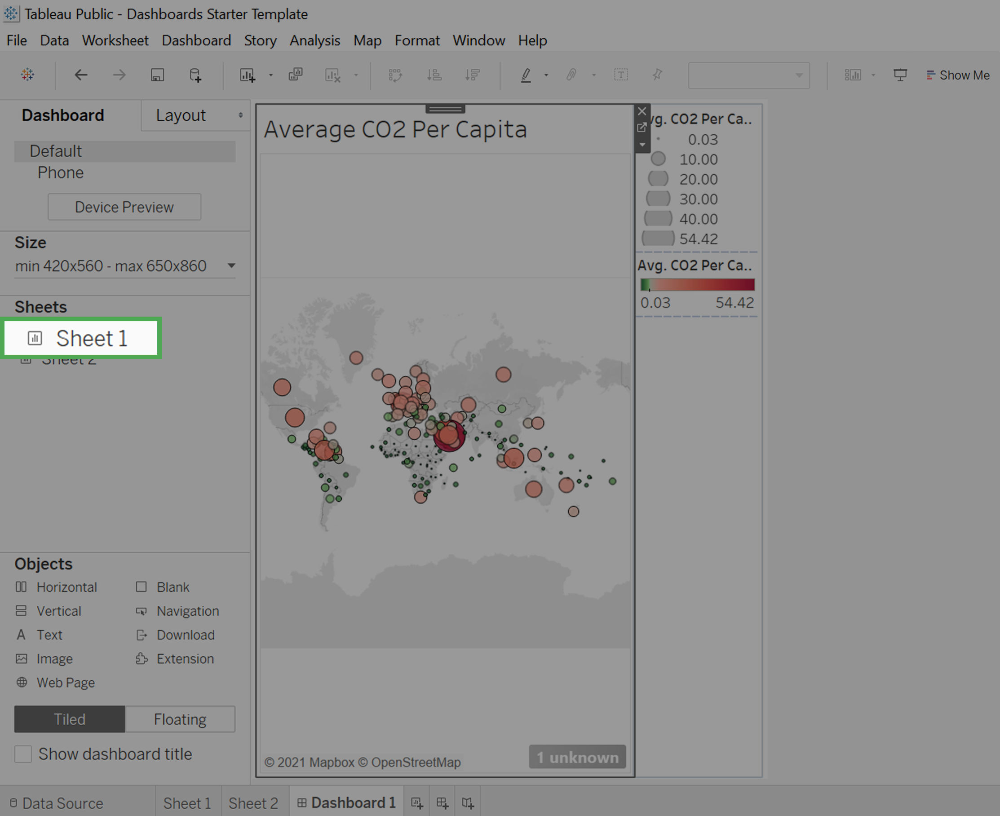 Tableau Public - Dashboards Starter Template
File Data Worksheet Dashboard Story Analysis Map Format Window Help
Show Me
Dashboard Layout
Default
Phone
Device Preview
Size
min 420x560 - max 650x860
Sheets
Sheet 1
Sheet 2
Objects
Horizontal Blank
Vertical Navigation
A Text Download
Image Extension
Web Page
Tiled Floating
Show dashboard title
Average CO2 Per Capita
© 2021 Mapbox © OpenStreetMap
1 unknown
vg. CO2 Per Ca..
0.03
10.00
20.00
30.00
40.00
54.42
Avg. CO2 Per Ca..
0.03 54.42
Data Source Sheet 1 Sheet 2 Dashboard 1